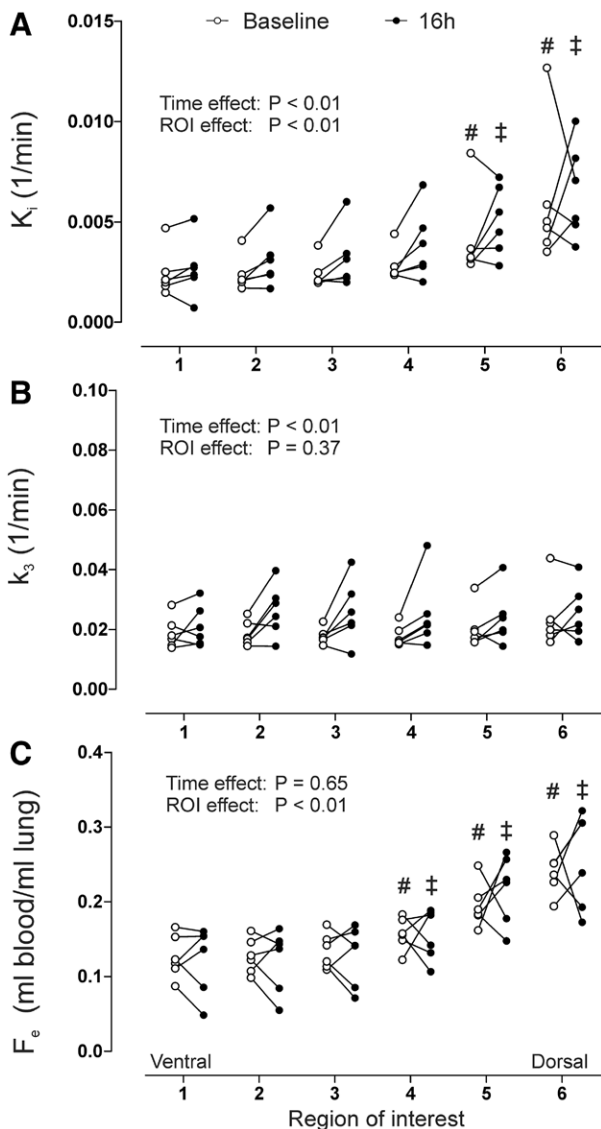 A
Baseline 16h
0.015
# ‡
Time effect: P < 0.01
ROI effect: P < 0.01
0.010
# ‡
Kᵢ (1/min)
0.005
0.000
1 2 3 4 5 6
B
0.10
Time effect: P < 0.01
ROI effect: P = 0.37
0.08
k₃ (1/min)
0.06
0.04
0.02
0.00
1 2 3 4 5 6
C
0.4
Time effect: P = 0.65
ROI effect: P < 0.01
# ‡
0.3
# ‡
# ‡
Fₑ (ml blood/ml lung)
0.2
0.1
0.0
Ventral Dorsal
1 2 3 4 5 6
Region of interest